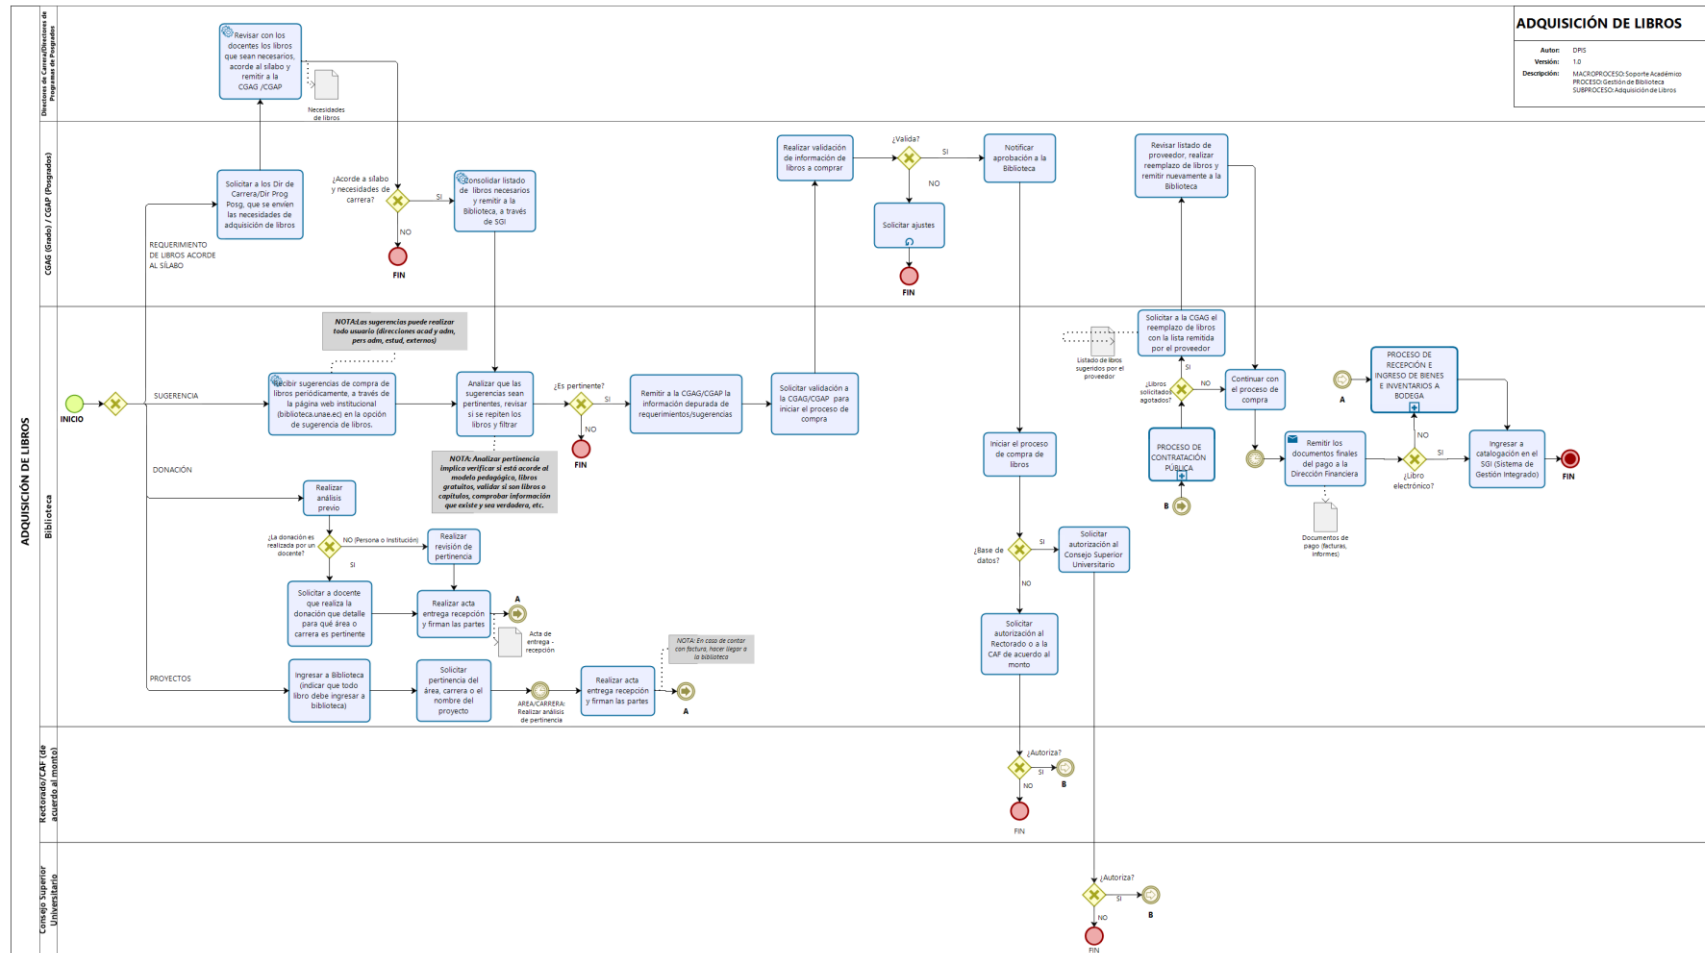 ADQUISICIÓN DE LIBROS
Autor: DPIS
Versión: 1.0
Descripción: MACROPROCESO: Soporte Académico
PROCESO: Gestión de Biblioteca
SUBPROCESO: Adquisición de Libros
ADQUISICIÓN DE LIBROS
Directores de Carrera/Directores de
Programas de Posgrados
Revisar con los
docentes los libros
que sean necesarios,
acorde al sílabo y
remitir a la
CGAG /CGAP
Necesidades
de libros
CGAG (Grado) / CGAP (Posgrados)
Solicitar a los Dir de
Carrera/Dir Prog
Posg, que se envíen
las necesidades de
adquisición de libros
REQUERIMIENTO
DE LIBROS ACORDE
AL SÍLABO
¿Acorde a sílabo
y necesidades de
carrera?
SI
NO
FIN
Consolidar listado
de libros necesarios
y remitir a la
Biblioteca, a través
de SGI
Realizar validación
de información de
libros a comprar
¿Valida?
SI
NO
Solicitar ajustes
FIN
Notificar
aprobación a la
Biblioteca
Revisar listado de
proveedor, realizar
reemplazo de libros y
remitir nuevamente a la
Biblioteca
Biblioteca
INICIO
SUGERENCIA
NOTA:Las sugerencias puede realizar
todo usuario (direcciones acad y adm,
pers adm, estud, externos)
Recibir sugerencias de compra de
libros periódicamente, a través de
la página web institucional
(biblioteca.unae.ec) en la opción
de sugerencia de libros.
Analizar que las
sugerencias sean
pertinentes, revisar
si se repiten los
libros y filtrar
NOTA: Analizar pertinencia
implica verificar si está acorde al
modelo pedagógico, libros
gratuitos, validar si son libros o
capítulos, comprobar información
que existe y sea verdadera, etc.
¿Es pertinente?
SI
NO
FIN
Remitir a la CGAG/CGAP la
información depurada de
requerimientos/sugerencias
Solicitar validación a
la CGAG/CGAP para
iniciar el proceso de
compra
Iniciar el proceso
de compra de
libros
¿Base de
datos?
SI
NO
Solicitar
autorización al
Consejo Superior
Universitario
Solicitar
autorización al
Rectorado o a la
CAF de acuerdo al
monto
Listado de libros
sugeridos por el
proveedor
Solicitar a la CGAG el
reemplazo de libros
con la lista remitida
por el proveedor
SI
¿Libros
solicitados
agotados?
NO
Continuar con
el proceso de
compra
PROCESO DE
CONTRATACIÓN
PÚBLICA
B
Remitir los
documentos finales
del pago a la
Dirección Financiera
Documentos de
pago (facturas,
informes)
A
PROCESO DE
RECEPCIÓN E
INGRESO DE BIENES
E INVENTARIOS A
BODEGA
NO
¿Libro
electrónico?
SI
Ingresar a
catalogación en el
SGI (Sistema de
Gestión Integrado)
FIN
DONACIÓN
Realizar
análisis
previo
¿La donación es
realizada por un
docente?
NO (Persona o Institución)
SI
Realizar
revisión de
pertinencia
Solicitar a docente
que realiza la
donación que detalle
para qué área o
carrera es pertinente
Realizar acta
entrega recepción
y firman las partes
A
Acta de
entrega -
recepción
PROYECTOS
Ingresar a Biblioteca
(indicar que todo
libro debe ingresar a
biblioteca)
Solicitar
pertinencia del
área, carrera o el
nombre del
proyecto
AREA/CARRERA:
Realizar análisis
de pertinencia
Realizar acta
entrega recepción
y firman las partes
NOTA: En caso de contar
con factura, hacer llegar a
la biblioteca
A
Rectorado/CAF (de
acuerdo al monto)
¿Autoriza?
SI
B
NO
FIN
Consejo Superior
Universitario
¿Autoriza?
SI
B
NO
FIN